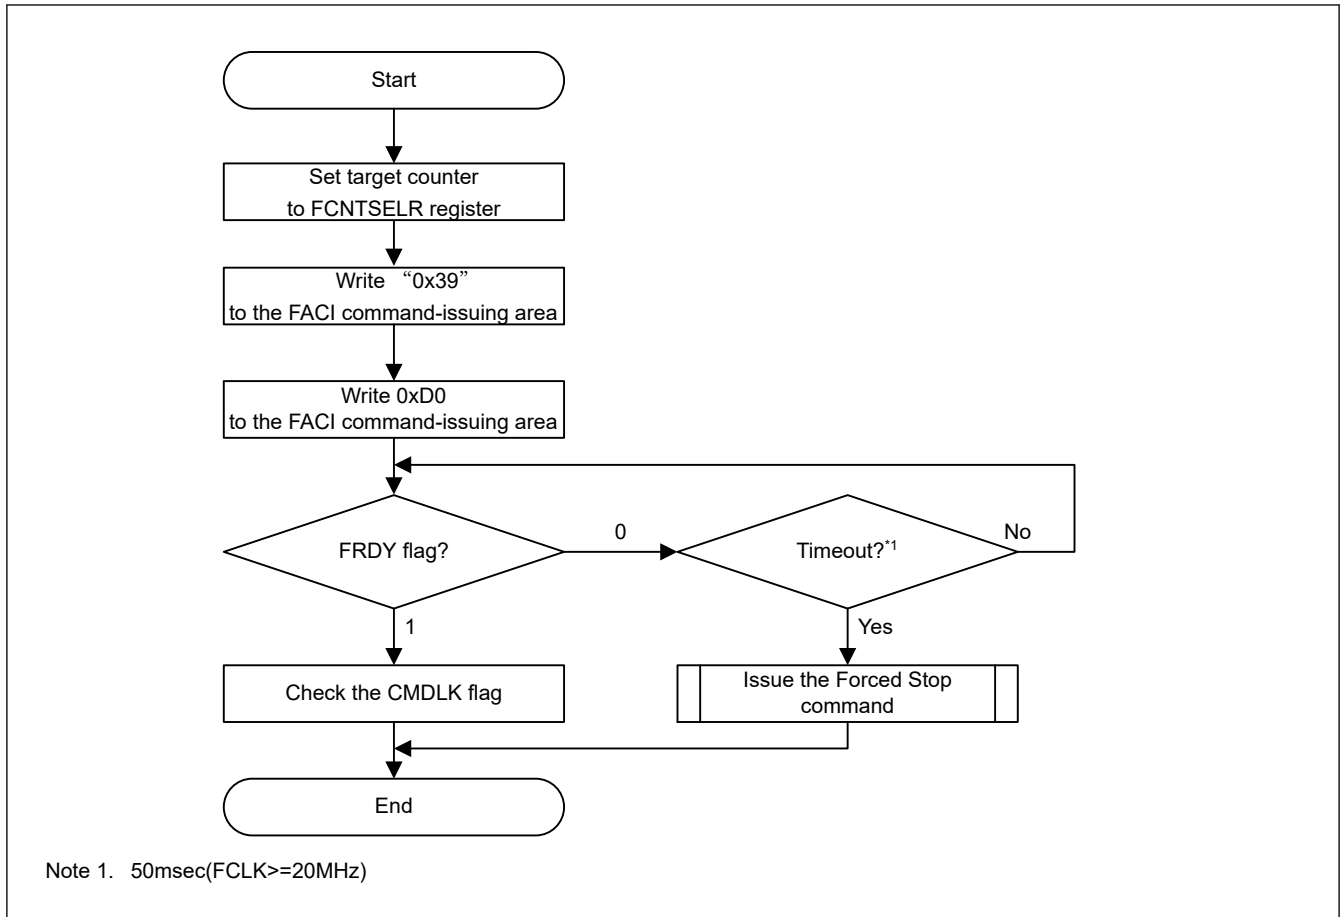 Start
Set target counter
to FCNTSELR register
Write “0x39”
to the FACI command-issuing area
Write 0xD0
to the FACI command-issuing area
FRDY flag?
0
Timeout?*1
No
1
Yes
Check the CMDLK flag
Issue the Forced Stop
command
End
Note 1. 50msec(FCLK>=20MHz)